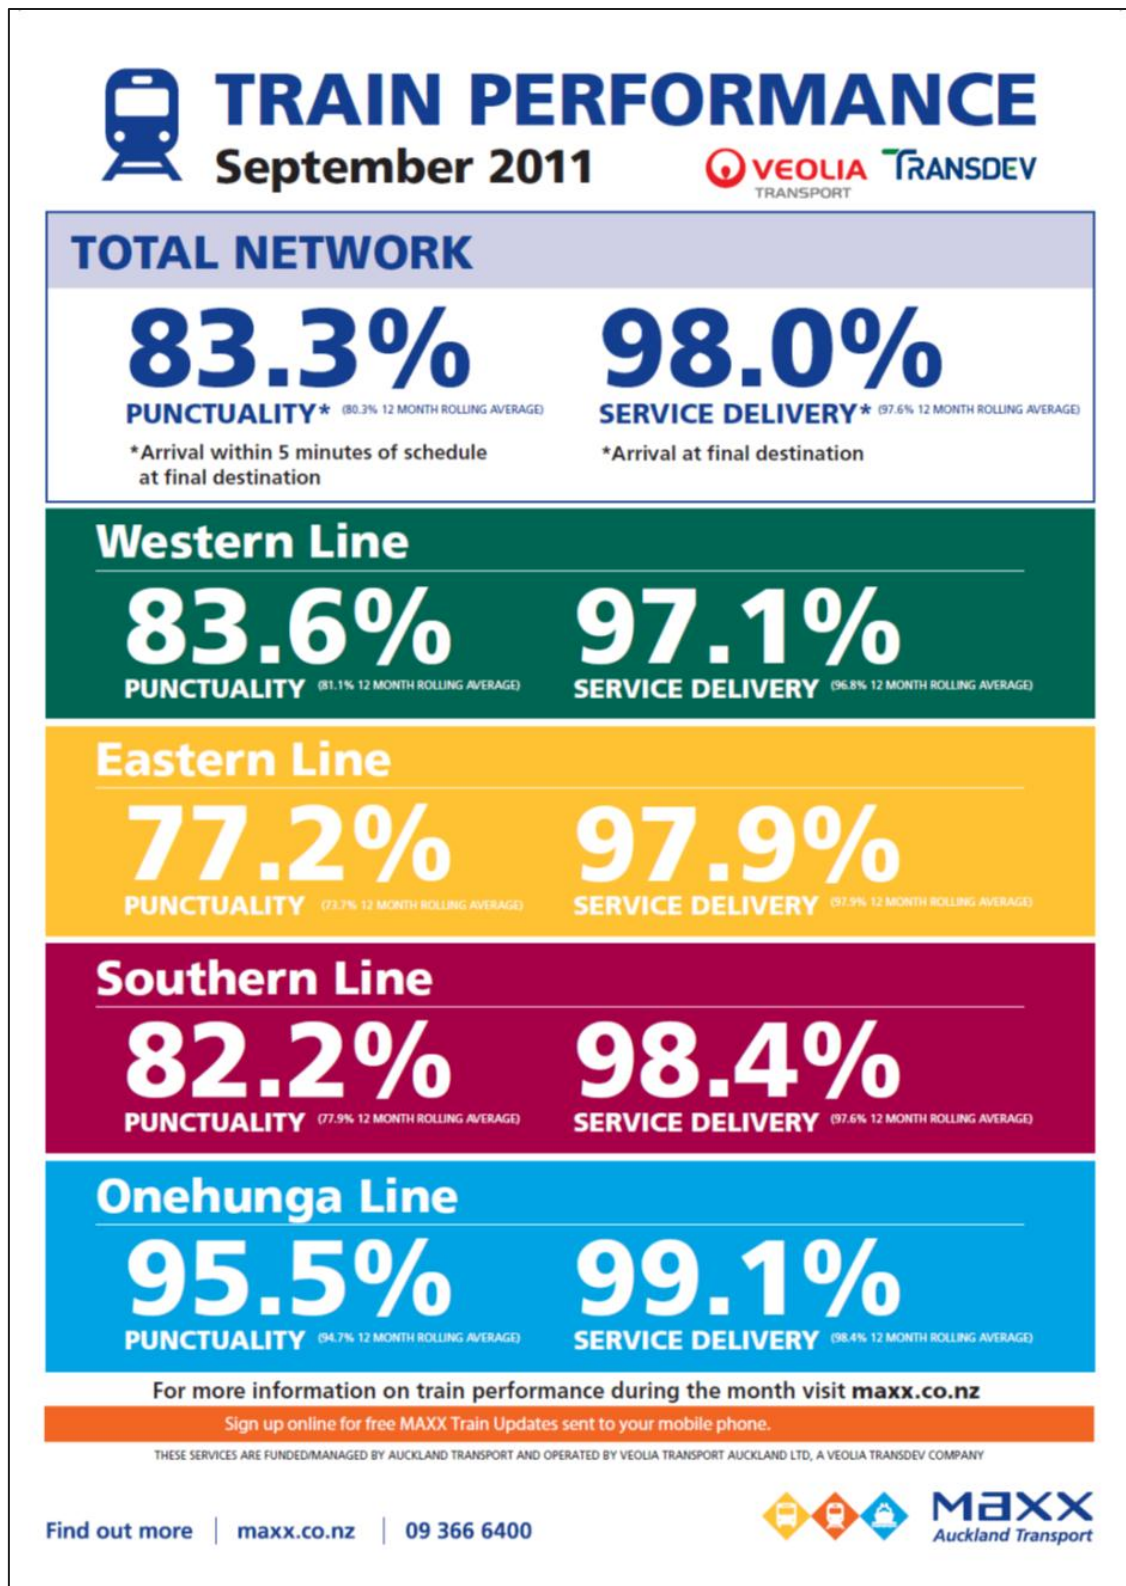 TRAIN PERFORMANCE
September 2011
VEOLIA TRANSPORT
TRANSDEV
TOTAL NETWORK
83.3%
PUNCTUALITY* (80.3% 12 MONTH ROLLING AVERAGE)
*Arrival within 5 minutes of schedule
at final destination
98.0%
SERVICE DELIVERY* (97.6% 12 MONTH ROLLING AVERAGE)
*Arrival at final destination
Western Line
83.6%
PUNCTUALITY (81.1% 12 MONTH ROLLING AVERAGE)
97.1%
SERVICE DELIVERY (96.8% 12 MONTH ROLLING AVERAGE)
Eastern Line
77.2%
PUNCTUALITY (73.7% 12 MONTH ROLLING AVERAGE)
97.9%
SERVICE DELIVERY (97.9% 12 MONTH ROLLING AVERAGE)
Southern Line
82.2%
PUNCTUALITY (77.9% 12 MONTH ROLLING AVERAGE)
98.4%
SERVICE DELIVERY (97.6% 12 MONTH ROLLING AVERAGE)
Onehunga Line
95.5%
PUNCTUALITY (94.7% 12 MONTH ROLLING AVERAGE)
99.1%
SERVICE DELIVERY (98.4% 12 MONTH ROLLING AVERAGE)
For more information on train performance during the month visit maxx.co.nz
Sign up online for free MAXX Train Updates sent to your mobile phone.
THESE SERVICES ARE FUNDED/MANAGED BY AUCKLAND TRANSPORT AND OPERATED BY VEOLIA TRANSPORT AUCKLAND LTD, A VEOLIA TRANSDEV COMPANY
Find out more | maxx.co.nz | 09 366 6400
Maxx
Auckland Transport